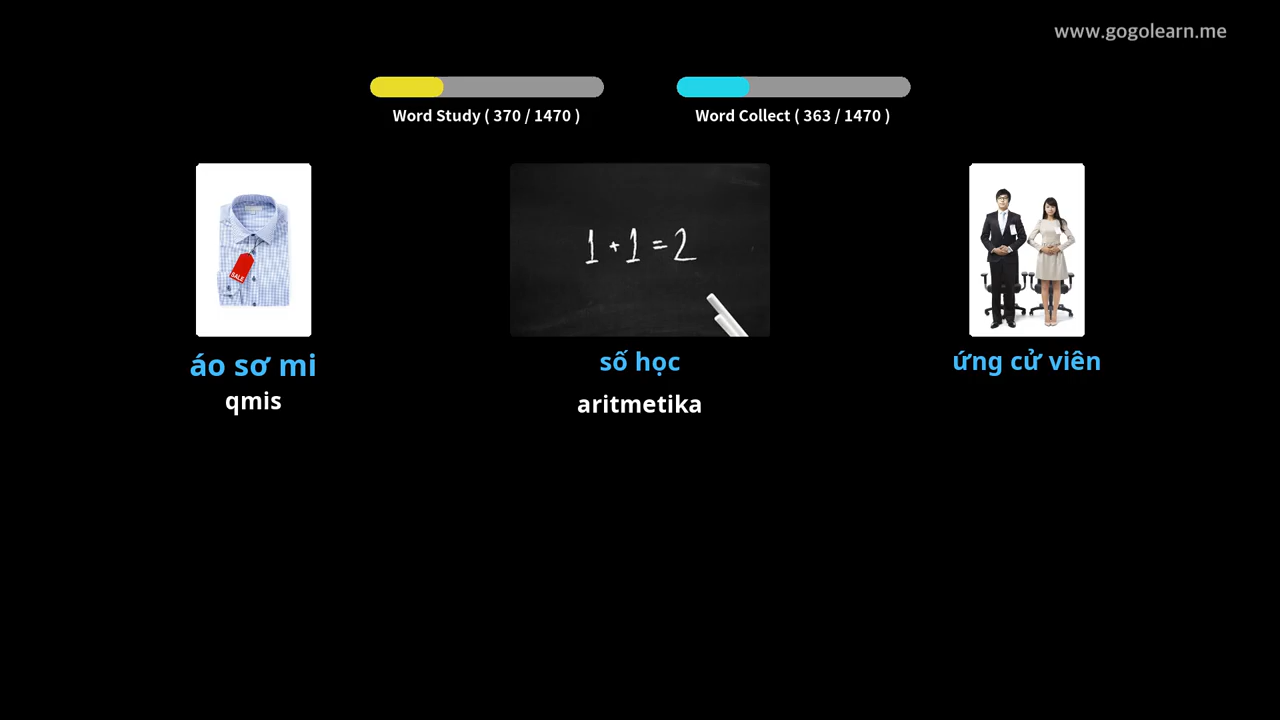 www.gogolearn.me
Word Study ( 370 / 1470 )
Word Collect ( 363 / 1470 )
SALE
1 + 1 = 2
áo sơ mi
số học
ứng cử viên
qmis
aritmetika